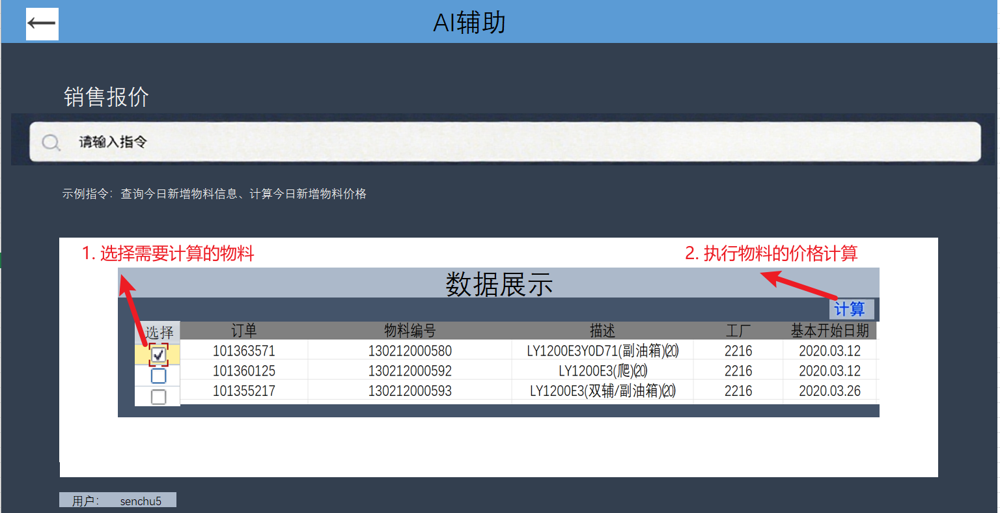 AI辅助
销售报价
请输入指令
示例指令：查询今日新增物料信息、计算今日新增物料价格
1. 选择需要计算的物料
2. 执行物料的价格计算
数据展示
计算
选择 订单 物料编号 描述 工厂 基本开始日期
101363571 130212000580 LY1200E3Y0D71(副油箱)⒇ 2216 2020.03.12
101360125 130212000592 LY1200E3(爬)⒇ 2216 2020.03.12
101355217 130212000593 LY1200E3(双辅/副油箱)⒇ 2216 2020.03.26
用户： senchu5